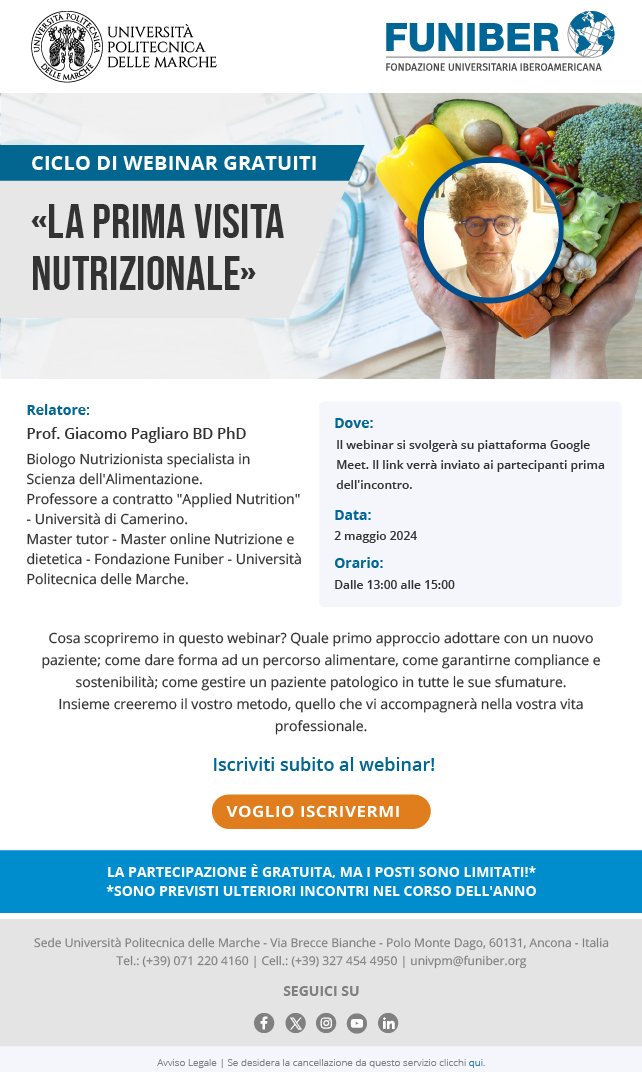 UNIVERSITÀ
POLITECNICA
DELLE MARCHE
UNIVERSITÀ POLITECNICA
DELLE MARCHE
FUNIBER
FONDAZIONE UNIVERSITARIA IBEROAMERICANA
CICLO DI WEBINAR GRATUITI
«LA PRIMA VISITA
NUTRIZIONALE»
Relatore:
Prof. Giacomo Pagliaro BD PhD
Biologo Nutrizionista specialista in
Scienza dell'Alimentazione.
Professore a contratto "Applied Nutrition"
- Università di Camerino.
Master tutor - Master online Nutrizione e
dietetica - Fondazione Funiber - Università
Politecnica delle Marche.
Dove:
Il webinar si svolgerà su piattaforma Google
Meet. Il link verrà inviato ai partecipanti prima
dell'incontro.
Data:
2 maggio 2024
Orario:
Dalle 13:00 alle 15:00
Cosa scopriremo in questo webinar? Quale primo approccio adottare con un nuovo
paziente; come dare forma ad un percorso alimentare, come garantirne compliance e
sostenibilità; come gestire un paziente patologico in tutte le sue sfumature.
Insieme creeremo il vostro metodo, quello che vi accompagnerà nella vostra vita
professionale.
Iscriviti subito al webinar!
VOGLIO ISCRIVERMI
LA PARTECIPAZIONE È GRATUITA, MA I POSTI SONO LIMITATI!*
*SONO PREVISTI ULTERIORI INCONTRI NEL CORSO DELL'ANNO
Sede Università Politecnica delle Marche - Via Brecce Bianche - Polo Monte Dago, 60131, Ancona - Italia
Tel.: (+39) 071 220 4160 | Cell.: (+39) 327 454 4950 | univpm@funiber.org
SEGUICI SU
Avviso Legale | Se desidera la cancellazione da questo servizio clicchi qui.